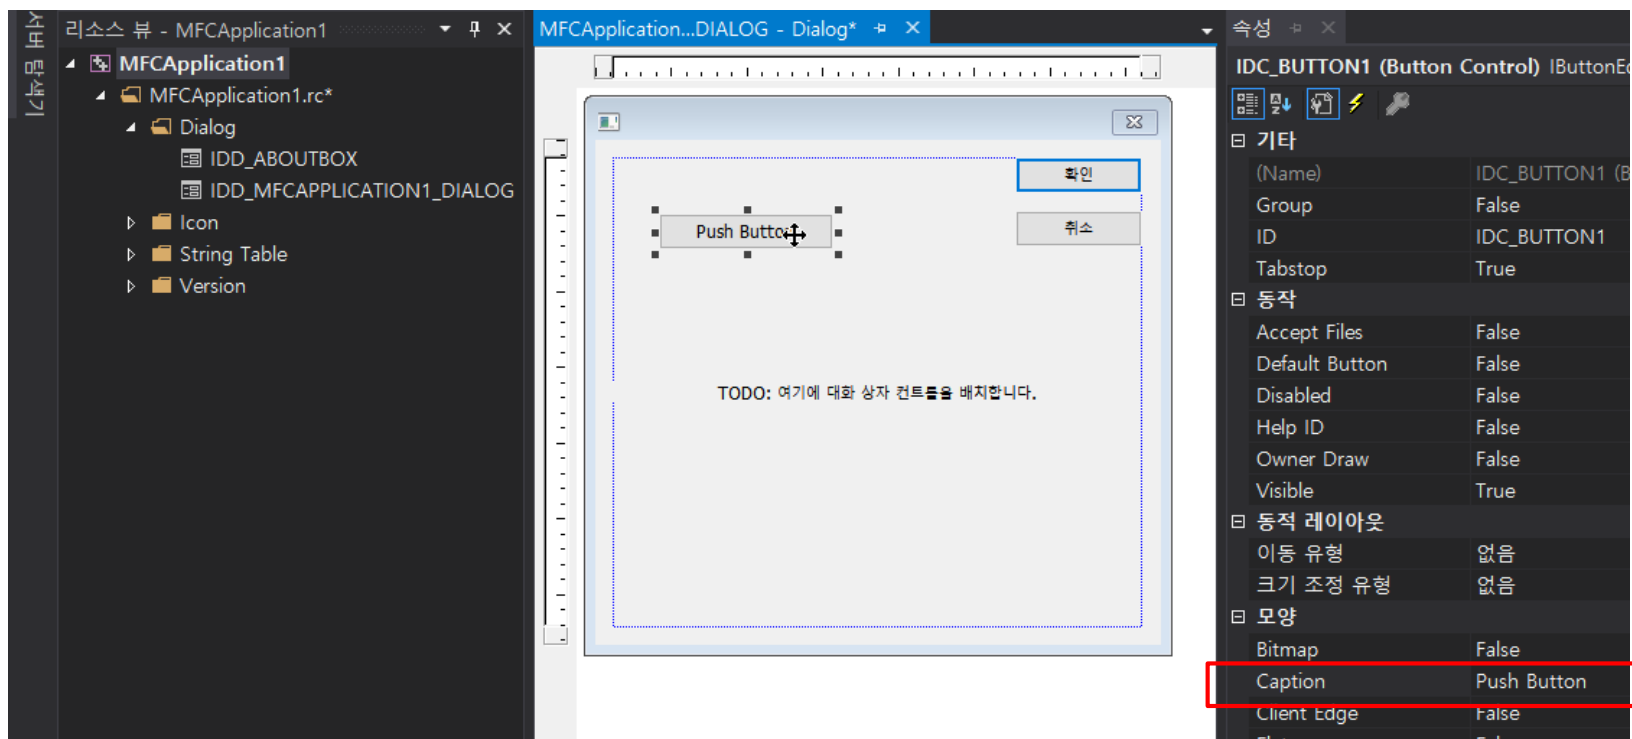 서버 탐색기
리소스 뷰 - MFCApplication1
MFCApplication1
MFCApplication1.rc*
Dialog
IDD_ABOUTBOX
IDD_MFCAPPLICATION1_DIALOG
Icon
String Table
Version
MFCApplication...DIALOG - Dialog*
확인
Push Button
취소
TODO: 여기에 대화 상자 컨트롤을 배치합니다.
속성
IDC_BUTTON1 (Button Control) IButtonEd
기타
(Name) IDC_BUTTON1 (B
Group False
ID IDC_BUTTON1
Tabstop True
동작
Accept Files False
Default Button False
Disabled False
Help ID False
Owner Draw False
Visible True
동적 레이아웃
이동 유형 없음
크기 조정 유형 없음
모양
Bitmap False
Caption Push Button
Client Edge False